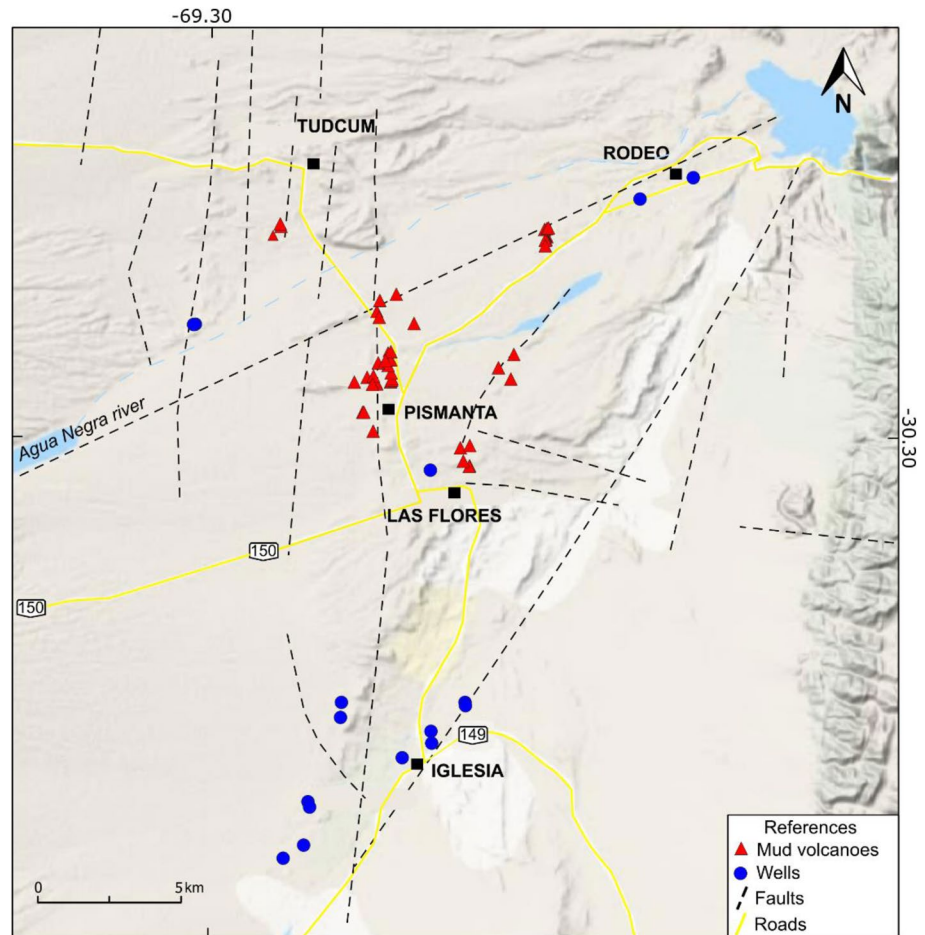 -69.30
N
TUDCUM
RODEO
Agua Negra river
PISMANTA
-30.30
LAS FLORES
150
150
149
IGLESIA
References
Mud volcanoes
Wells
Faults
Roads
0 5 km